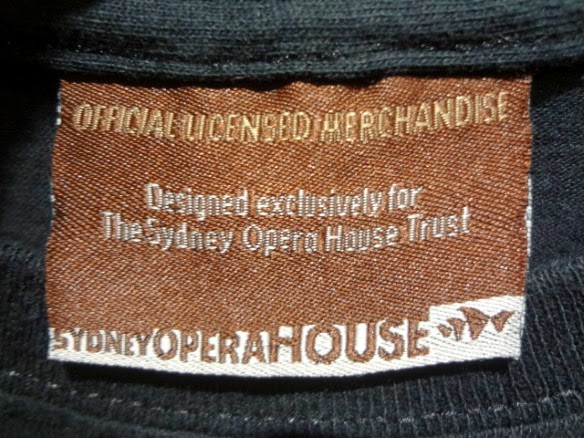 OFFICIAL LICENSED MERCHANDISE
Designed exclusively for
The Sydney Opera House Trust
SYDNEYOPERAHOUSE